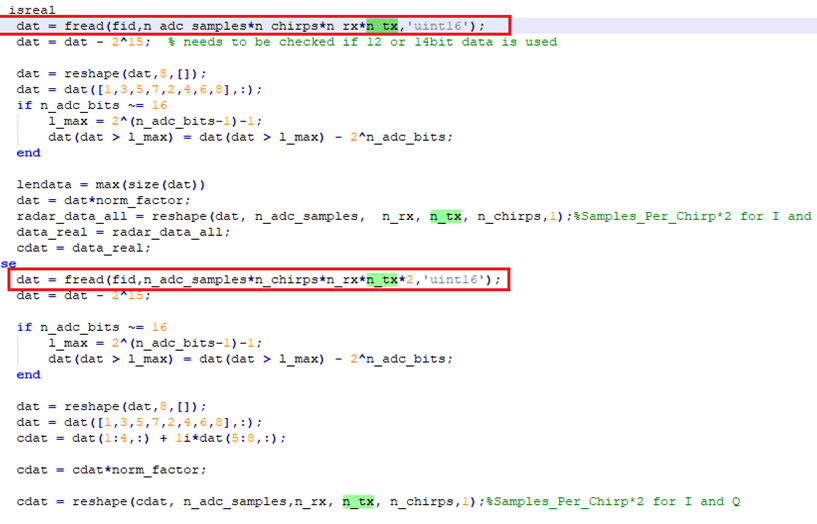 isreal
dat = fread(fid,n_adc_samples*n_chirps*n_rx*n_tx,'uint16');
dat = dat - 2^15;  % needs to be checked if 12 or 14bit data is used
dat = reshape(dat,8,[]);
dat = dat([1,3,5,7,2,4,6,8],:);
if n_adc_bits ~= 16
l_max = 2^(n_adc_bits-1)-1;
dat(dat > l_max) = dat(dat > l_max) - 2^n_adc_bits;
end
lendata = max(size(dat))
dat = dat*norm_factor;
radar_data_all = reshape(dat, n_adc_samples,  n_rx, n_tx, n_chirps,1);%Samples_Per_Chirp*2 for I and
data_real = radar_data_all;
cdat = data_real;
se
dat = fread(fid,n_adc_samples*n_chirps*n_rx*n_tx*2,'uint16');
dat = dat - 2^15;
if n_adc_bits ~= 16
l_max = 2^(n_adc_bits-1)-1;
dat(dat > l_max) = dat(dat > l_max) - 2^n_adc_bits;
end
dat = reshape(dat,8,[]);
dat = dat([1,3,5,7,2,4,6,8],:);
cdat = dat(1:4,:) + 1i*dat(5:8,:);
cdat = cdat*norm_factor;
cdat = reshape(cdat, n_adc_samples,n_rx, n_tx, n_chirps,1);%Samples_Per_Chirp*2 for I and Q